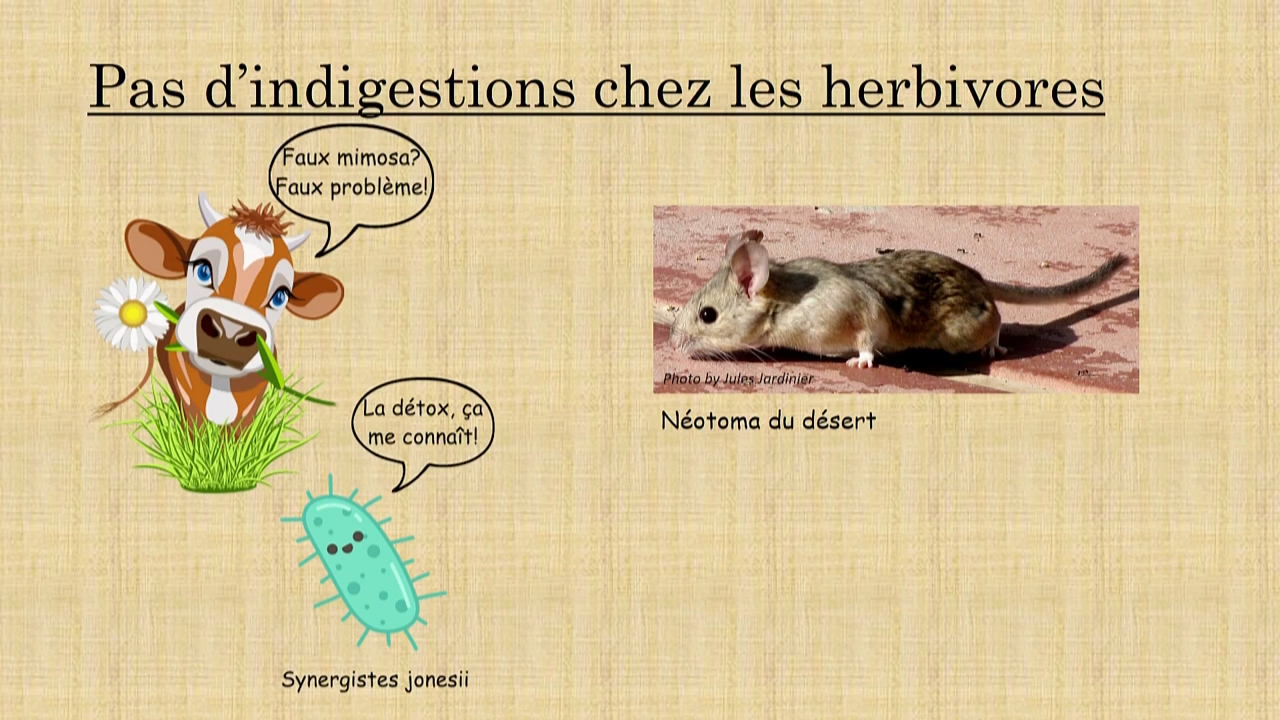 Pas d’indigestions chez les herbivores
Faux mimosa?
Faux problème!
La détox, ça
me connaît!
Synergistes jonesii
Photo by Jules Jardinier
Néotoma du désert